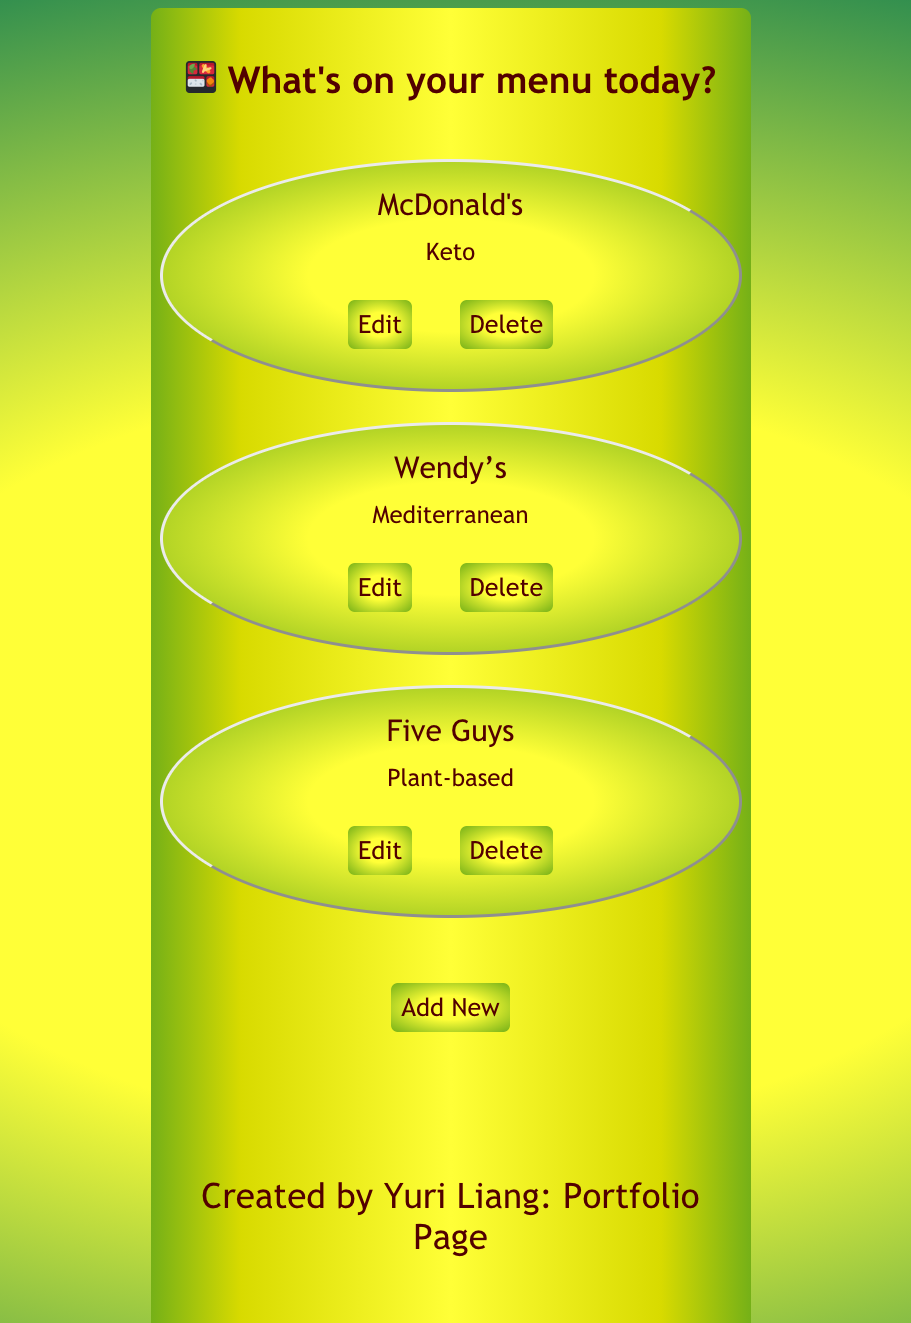 🍱 What's on your menu today?
McDonald's
Keto
Edit Delete
Wendy’s
Mediterranean
Edit Delete
Five Guys
Plant-based
Edit Delete
Add New
Created by Yuri Liang: Portfolio
Page